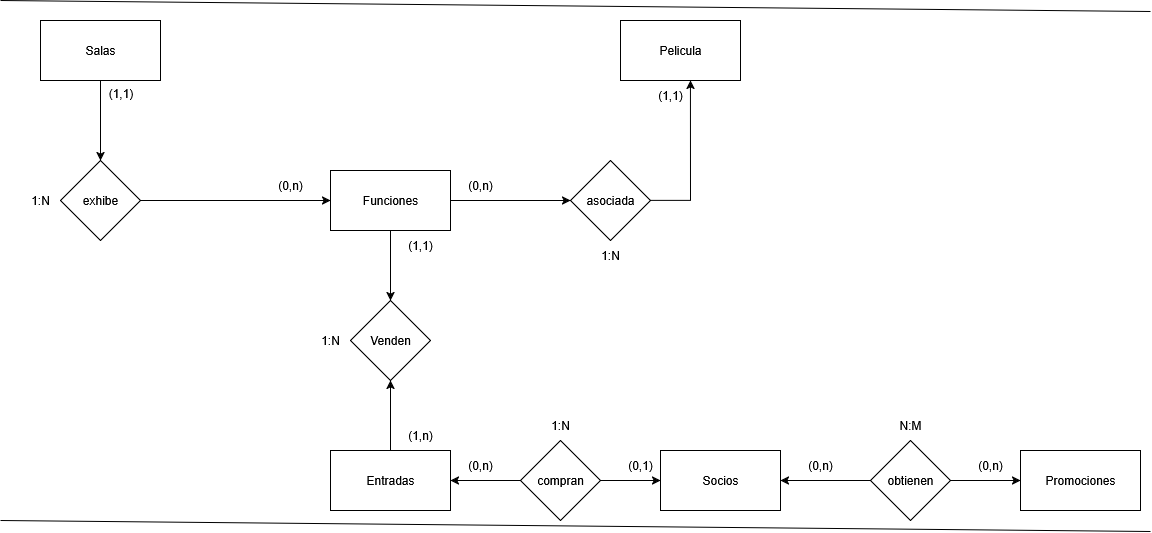 Salas
Pelicula
(1,1)
(1,1)
1:N
exhibe
(0,n)
Funciones
(0,n)
asociada
(1,1)
1:N
1:N
Venden
(1,n)
1:N
N:M
Entradas
(0,n)
compran
(0,1)
Socios
(0,n)
obtienen
(0,n)
Promociones